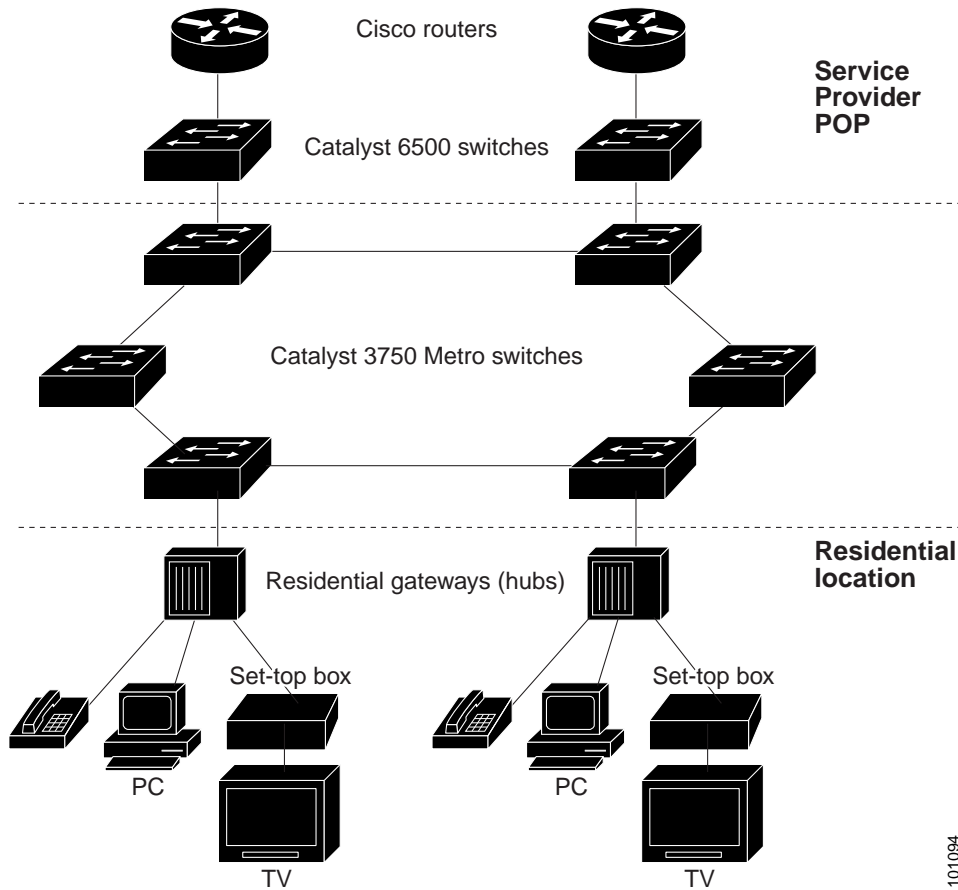 Cisco routers
Service
Provider
POP
Catalyst 6500 switches
Catalyst 3750 Metro switches
Residential
location
Residential gateways (hubs)
Set-top box
Set-top box
PC
PC
TV
TV
101094